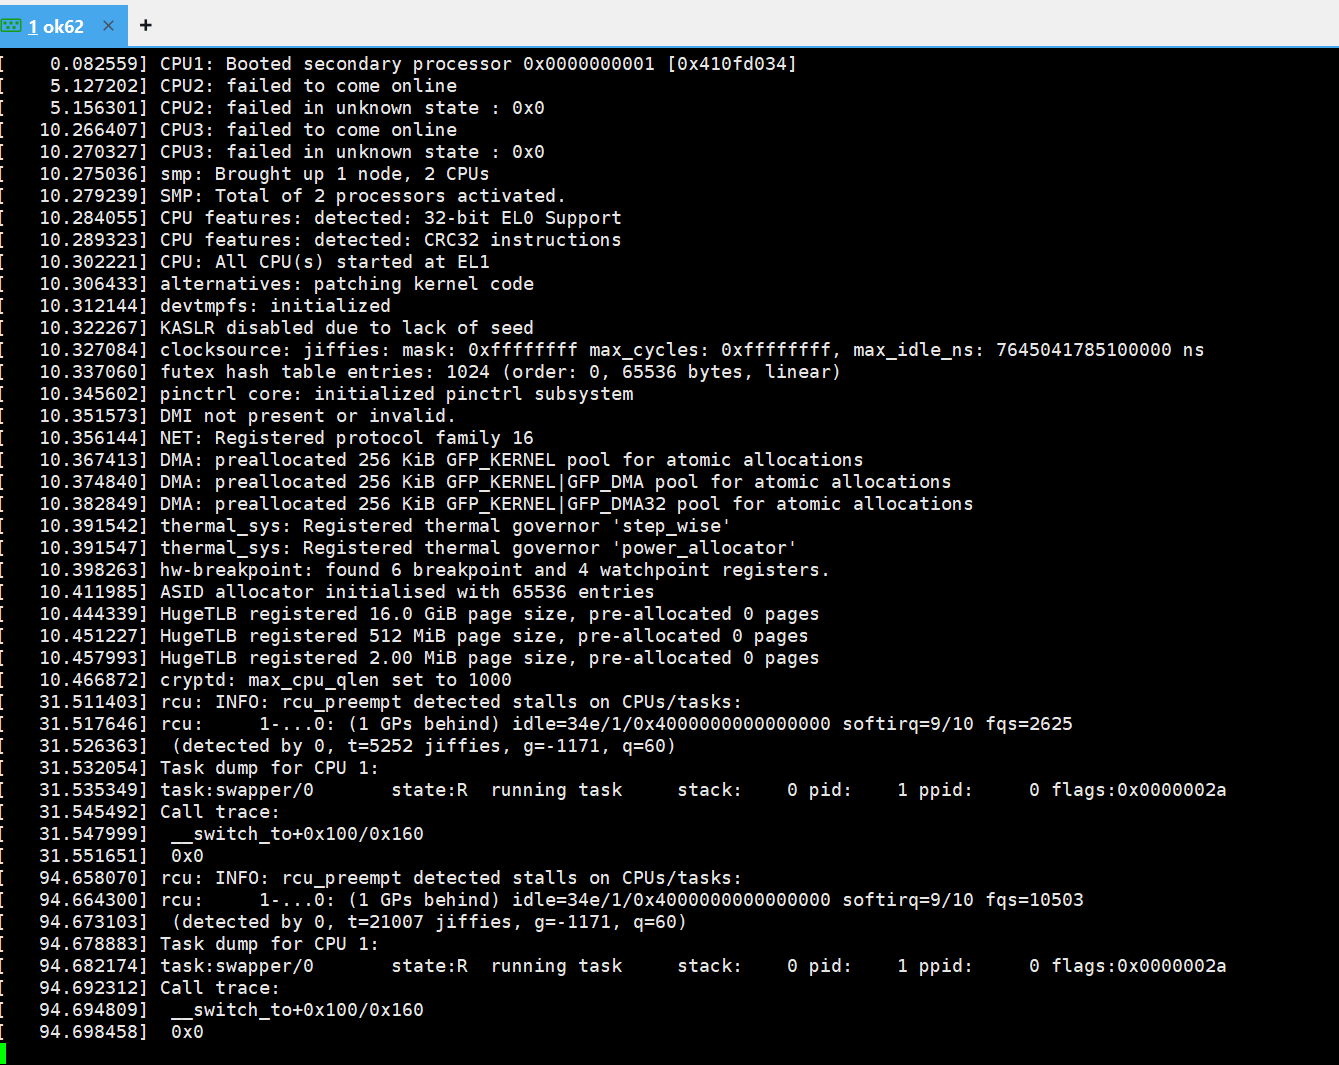 1 ok62 × +
[    0.082559] CPU1: Booted secondary processor 0x0000000001 [0x410fd034]
[    5.127202] CPU2: failed to come online
[    5.156301] CPU2: failed in unknown state : 0x0
[   10.266407] CPU3: failed to come online
[   10.270327] CPU3: failed in unknown state : 0x0
[   10.275036] smp: Brought up 1 node, 2 CPUs
[   10.279239] SMP: Total of 2 processors activated.
[   10.284055] CPU features: detected: 32-bit EL0 Support
[   10.289323] CPU features: detected: CRC32 instructions
[   10.302221] CPU: All CPU(s) started at EL1
[   10.306433] alternatives: patching kernel code
[   10.312144] devtmpfs: initialized
[   10.322267] KASLR disabled due to lack of seed
[   10.327084] clocksource: jiffies: mask: 0xffffffff max_cycles: 0xffffffff, max_idle_ns: 7645041785100000 ns
[   10.337060] futex hash table entries: 1024 (order: 0, 65536 bytes, linear)
[   10.345602] pinctrl core: initialized pinctrl subsystem
[   10.351573] DMI not present or invalid.
[   10.356144] NET: Registered protocol family 16
[   10.367413] DMA: preallocated 256 KiB GFP_KERNEL pool for atomic allocations
[   10.374840] DMA: preallocated 256 KiB GFP_KERNEL|GFP_DMA pool for atomic allocations
[   10.382849] DMA: preallocated 256 KiB GFP_KERNEL|GFP_DMA32 pool for atomic allocations
[   10.391542] thermal_sys: Registered thermal governor 'step_wise'
[   10.391547] thermal_sys: Registered thermal governor 'power_allocator'
[   10.398263] hw-breakpoint: found 6 breakpoint and 4 watchpoint registers.
[   10.411985] ASID allocator initialised with 65536 entries
[   10.444339] HugeTLB registered 16.0 GiB page size, pre-allocated 0 pages
[   10.451227] HugeTLB registered 512 MiB page size, pre-allocated 0 pages
[   10.457993] HugeTLB registered 2.00 MiB page size, pre-allocated 0 pages
[   10.466872] cryptd: max_cpu_qlen set to 1000
[   31.511403] rcu: INFO: rcu_preempt detected stalls on CPUs/tasks:
[   31.517646] rcu:     1-...0: (1 GPs behind) idle=34e/1/0x4000000000000000 softirq=9/10 fqs=2625
[   31.526363]  (detected by 0, t=5252 jiffies, g=-1171, q=60)
[   31.532054] Task dump for CPU 1:
[   31.535349] task:swapper/0       state:R  running task     stack:    0 pid:    1 ppid:     0 flags:0x0000002a
[   31.545492] Call trace:
[   31.547999]  __switch_to+0x100/0x160
[   31.551651]  0x0
[   94.658070] rcu: INFO: rcu_preempt detected stalls on CPUs/tasks:
[   94.664300] rcu:     1-...0: (1 GPs behind) idle=34e/1/0x4000000000000000 softirq=9/10 fqs=10503
[   94.673103]  (detected by 0, t=21007 jiffies, g=-1171, q=60)
[   94.678883] Task dump for CPU 1:
[   94.682174] task:swapper/0       state:R  running task     stack:    0 pid:    1 ppid:     0 flags:0x0000002a
[   94.692312] Call trace:
[   94.694809]  __switch_to+0x100/0x160
[   94.698458]  0x0